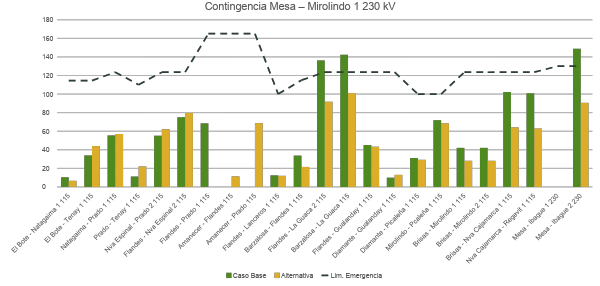 Contingencia Mesa – Mirolindo 1 230 kV
180
160
140
120
100
80
60
40
20
0
El Bote - Natagaima 1 115
El Bote - Tenay 1 115
Natagaima - Prado 1 115
Prado - Tenay 1 115
Nva Espinal - Prado 2 115
Flandes - Nva Espinal 2 115
Flandes - Prado 1 115
Amanecer - Flandes 115
Amanecer - Prado 115
Flandes - Lanceros 1 115
Barzalosa - Flandes 1 115
Flandes - La Guaca 2 115
Barzalosa - La Guaca 115
Flandes - Gualanday 1 115
Diamante - Gualanday 1 115
Diamante - Picaleña 1 115
Mirolindo - Picaleña 1 115
Brisas - Mirolindo 1 115
Brisas - Mirolindo 2 115
Brisas - Nva Cajamarca 1 115
Nva Cajamarca - Regivit 1 115
Mesa - Ibague 1 230
Mesa - Ibague 2 230
Caso Base Alternativa Lím. Emergencia